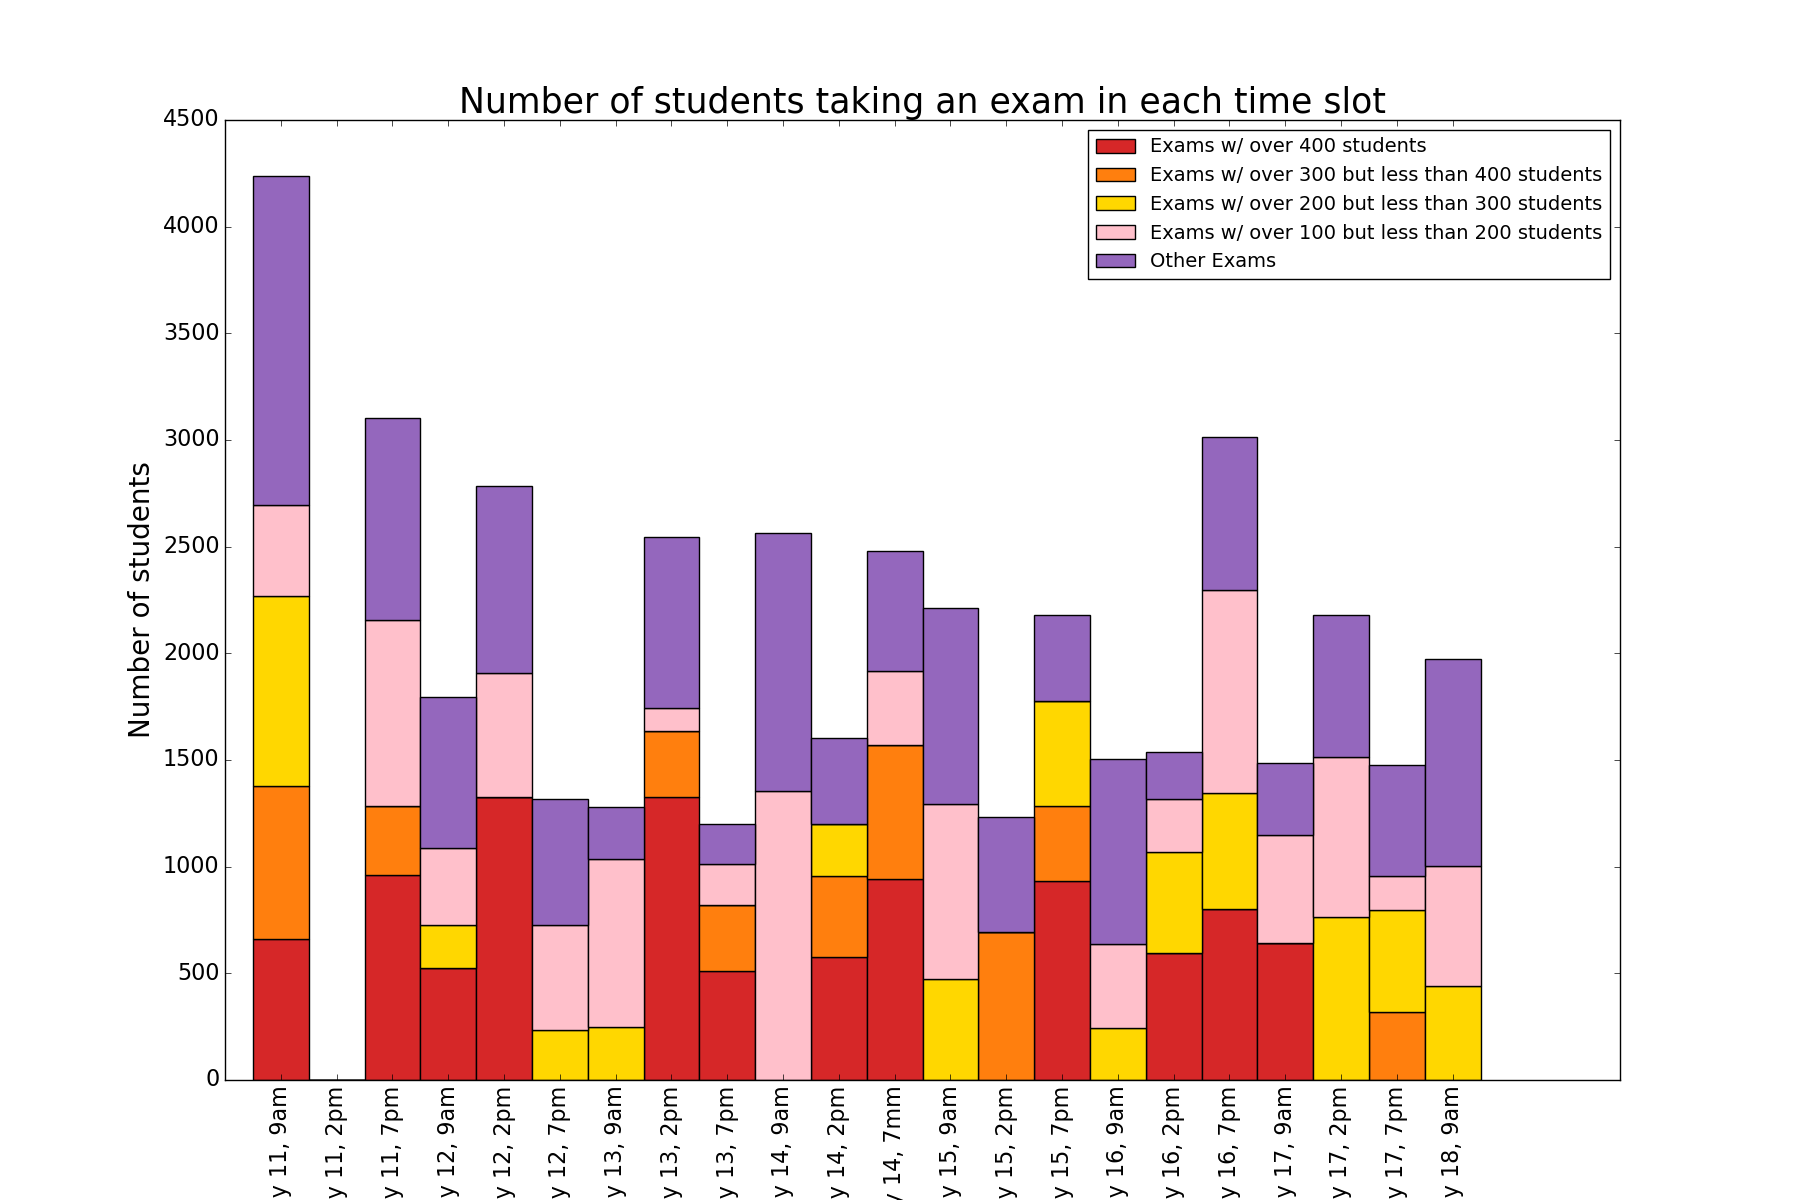 Number of students taking an exam in each time slot
Exams w/ over 400 students
Exams w/ over 300 but less than 400 students
Exams w/ over 200 but less than 300 students
Exams w/ over 100 but less than 200 students
Other Exams
Number of students
4500
4000
3500
3000
2500
2000
1500
1000
500
0
y 11, 9am
y 11, 2pm
y 11, 7pm
y 12, 9am
y 12, 2pm
y 12, 7pm
y 13, 9am
y 13, 2pm
y 13, 7pm
y 14, 9am
y 14, 2pm
y 14, 7mm
y 15, 9am
y 15, 2pm
y 15, 7pm
y 16, 9am
y 16, 2pm
y 16, 7pm
y 17, 9am
y 17, 2pm
y 17, 7pm
y 18, 9am